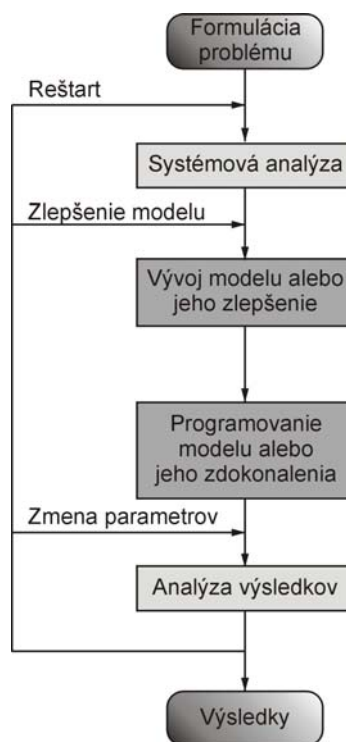 Formulácia
problému
Reštart
Systémová analýza
Zlepšenie modelu
Vývoj modelu alebo
jeho zlepšenie
Programovanie
modelu alebo
jeho zdokonalenia
Zmena parametrov
Analýza výsledkov
Výsledky